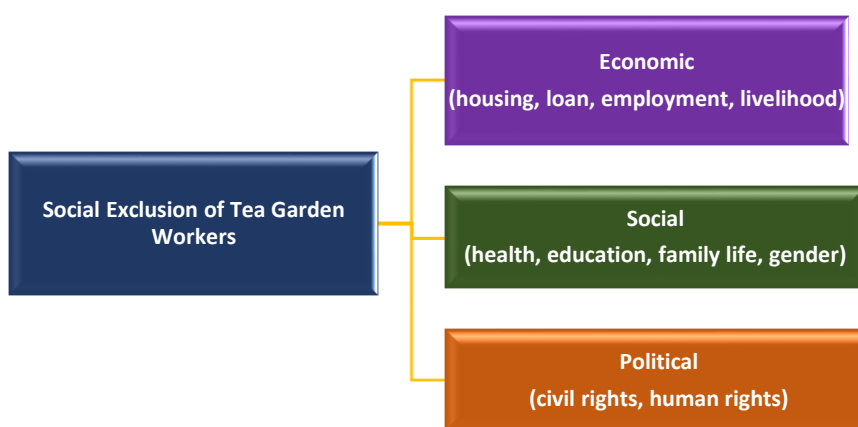 Social Exclusion of Tea Garden
Workers
Economic
(housing, loan, employment, livelihood)
Social
(health, education, family life, gender)
Political
(civil rights, human rights)